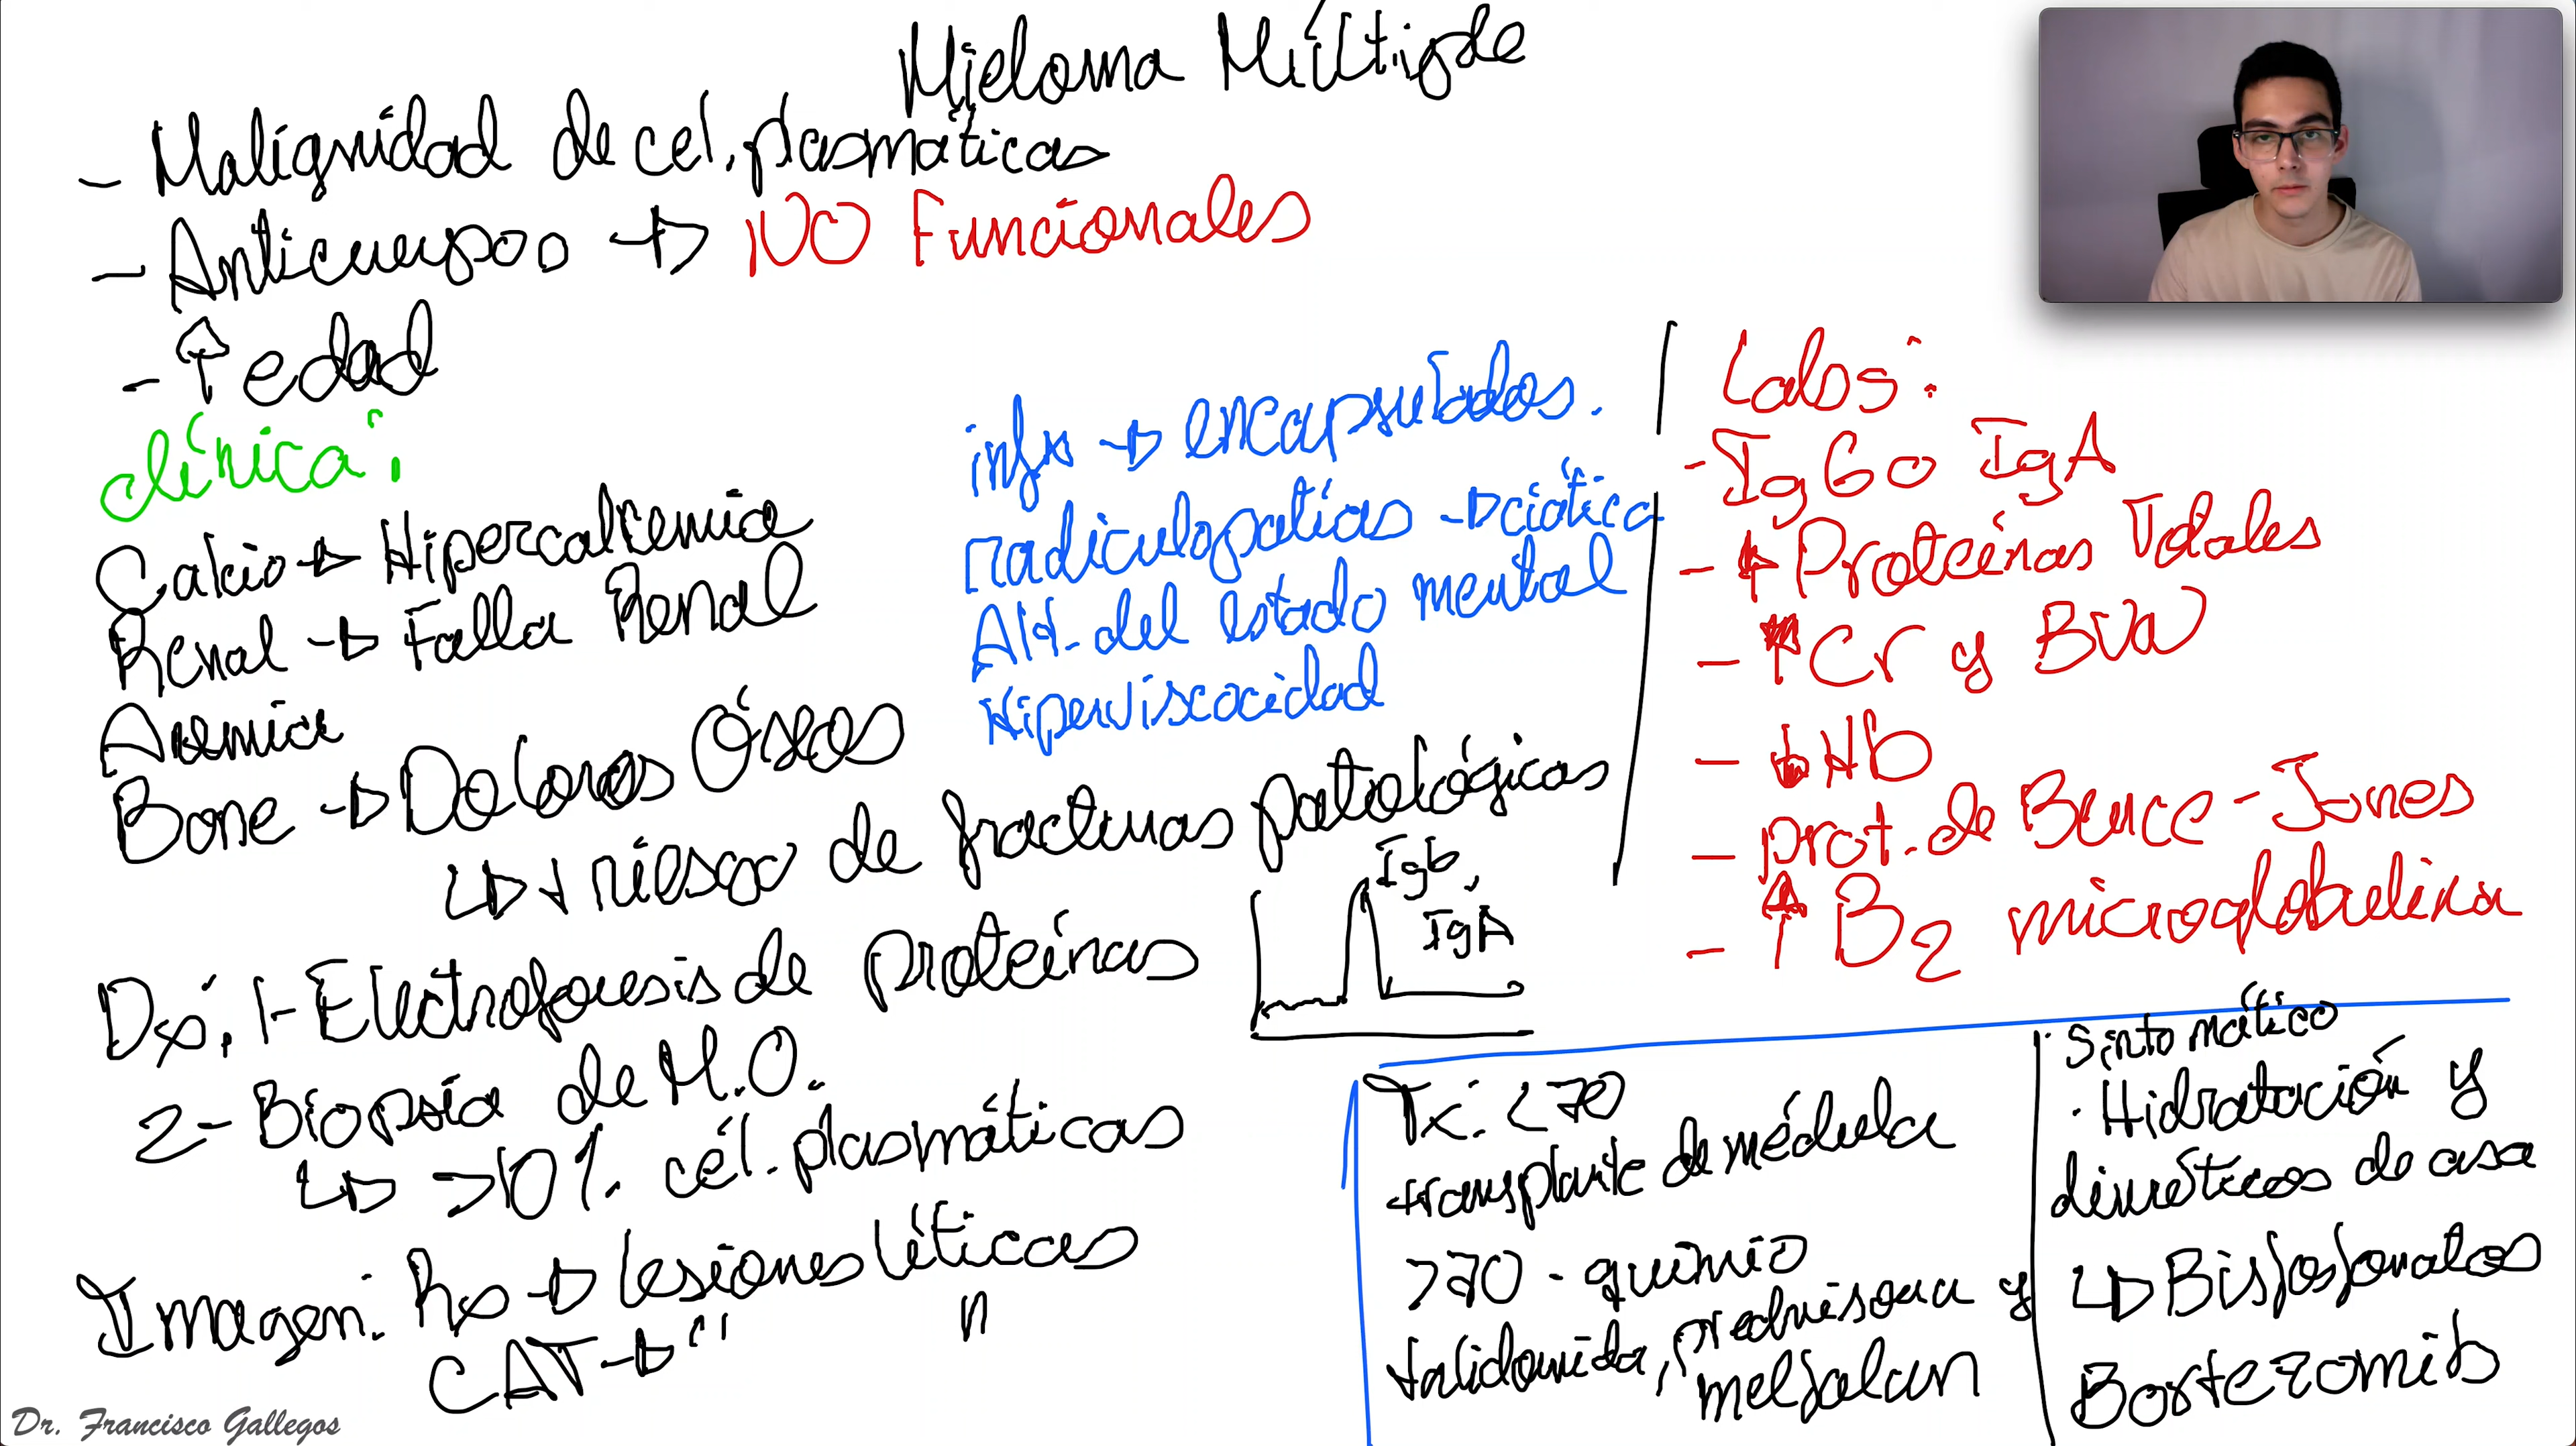 Mieloma Múltiple
- Malignidad de cel. plasmáticas
- Anticuerpos → NO Funcionales
- ↑ edad
clínica:
Calcio → Hipercalcemia
Renal → Falla Renal
Anemia
Bone → Dolores Óseos
↳ + riesgo de fracturas patológicas
infx → encapsulados.
radiculopatías → ciática
Alt. del estado mental
Hiperviscocidad
Labs:
- IgG o IgA
- ↑ Proteínas Totales
- ↑ Cr y BUN
- ↓ Hb
- prot. de Bence-Jones
- ↑ B2 microglobulina
Dx: 1- Electroforesis de proteínas
IgG,
IgA
2- Biopsia de M.O.
↳ >10%. cél. plasmáticas
Imagen: Rx → lesiones líticas
CAT → " "
Tx: <70
transplante de médula
>70 - quimio
talidomida, prednisona y
melfalan
· Sintomático
· Hidratación y
diuréticos de asa
↳ Bisfosfonatos
Bortezomib
Dr. Francisco Gallegos